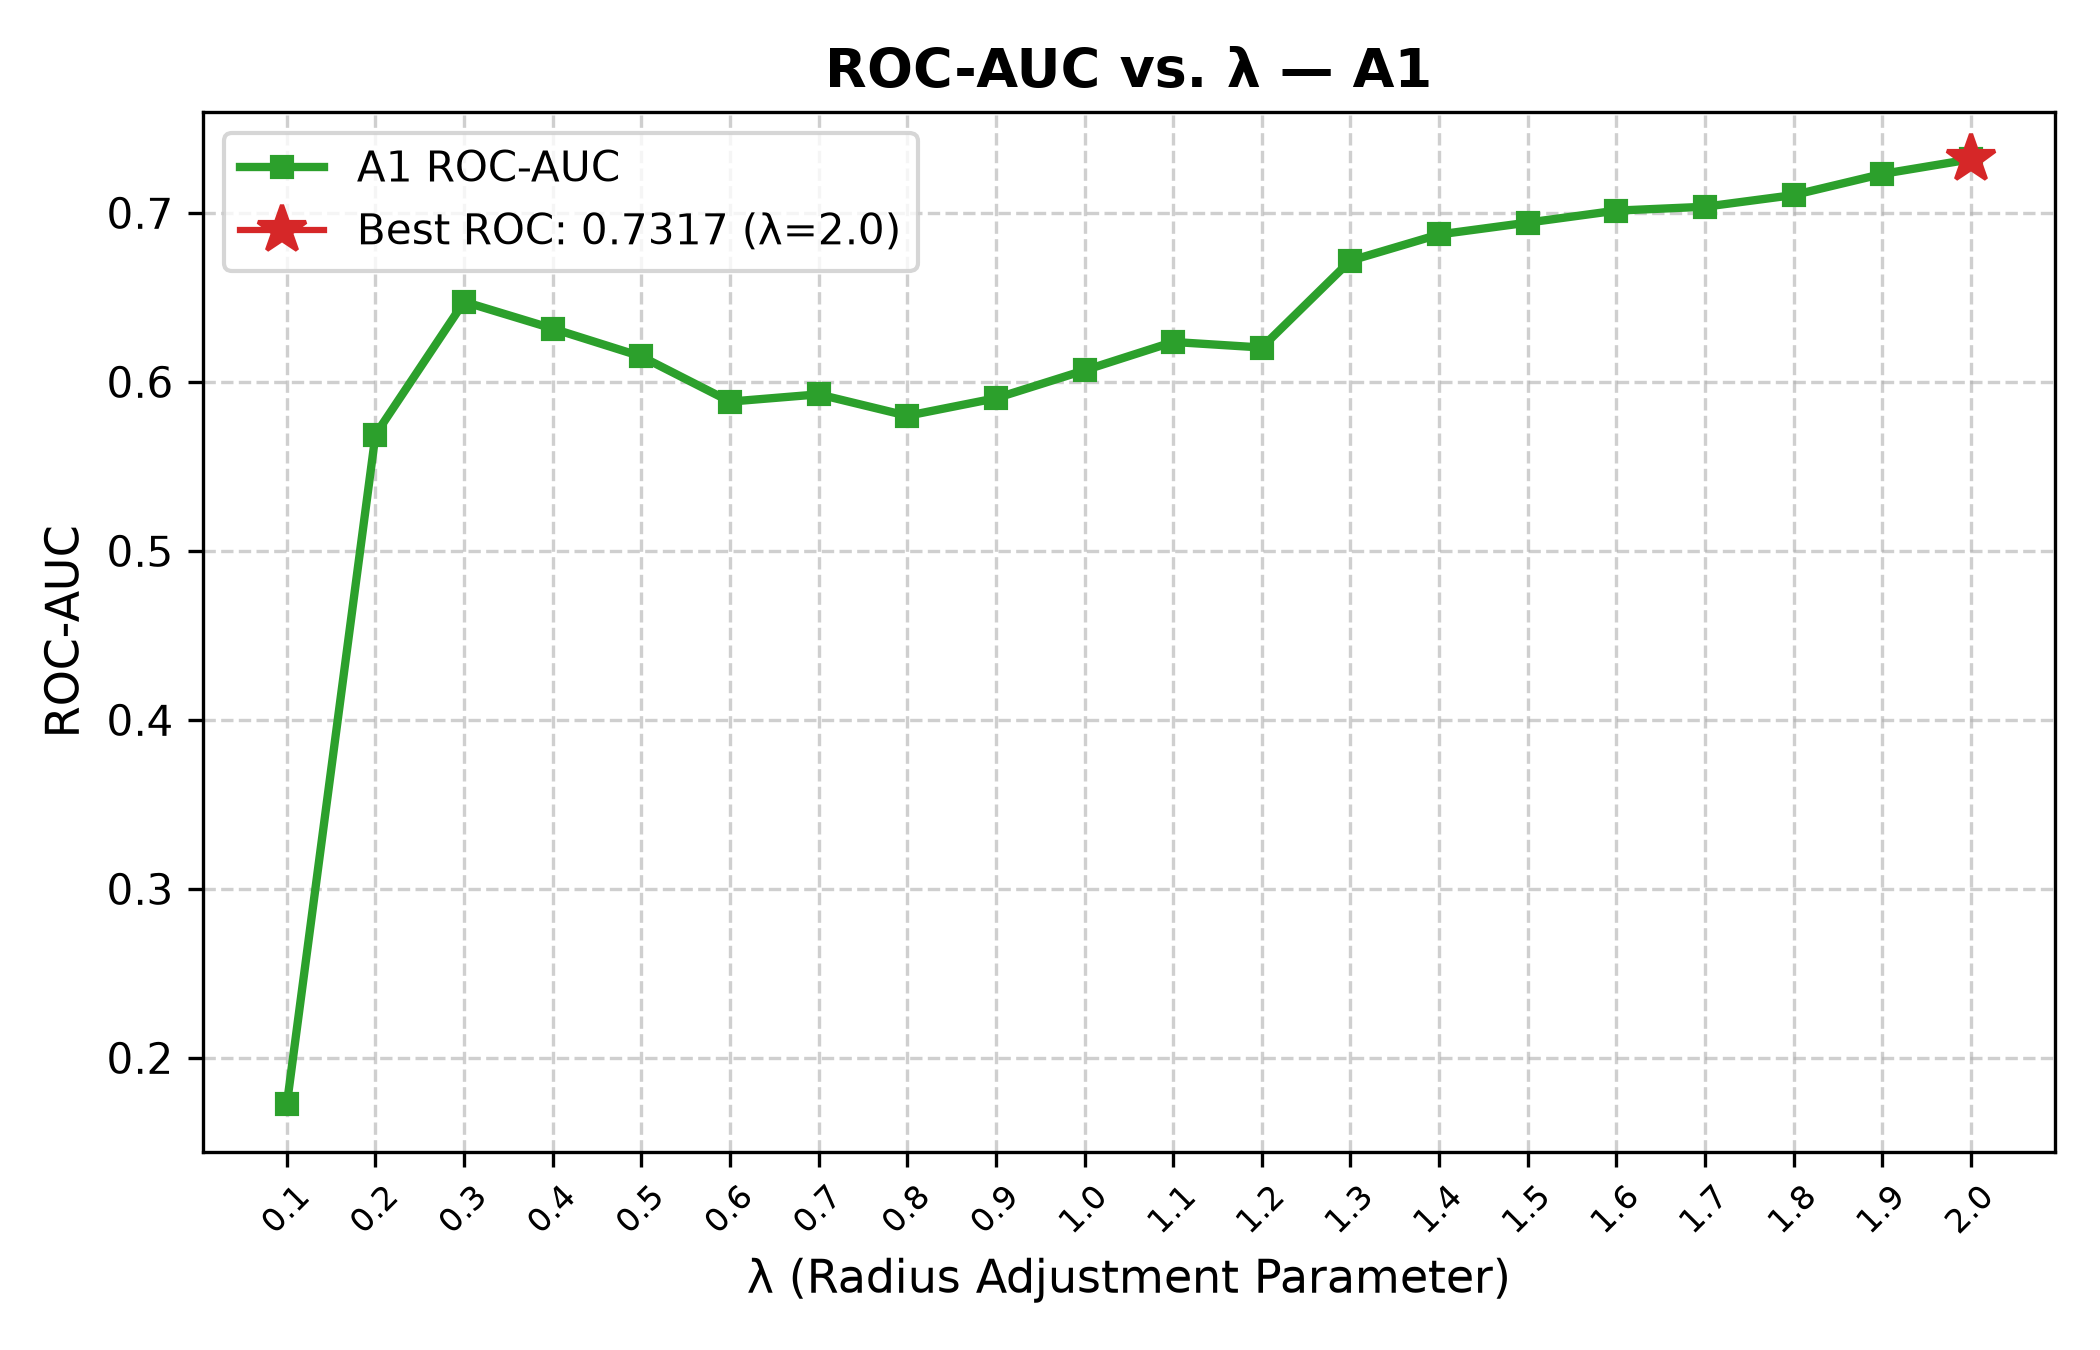 ROC-AUC vs. λ — A1
A1 ROC-AUC
Best ROC: 0.7317 (λ=2.0)
ROC-AUC
0.7
0.6
0.5
0.4
0.3
0.2
0.1 0.2 0.3 0.4 0.5 0.6 0.7 0.8 0.9 1.0 1.1 1.2 1.3 1.4 1.5 1.6 1.7 1.8 1.9 2.0
λ (Radius Adjustment Parameter)